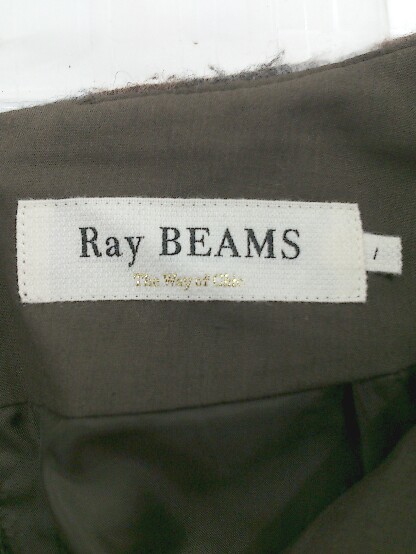 Ray BEAMS
The Way of Chic
1